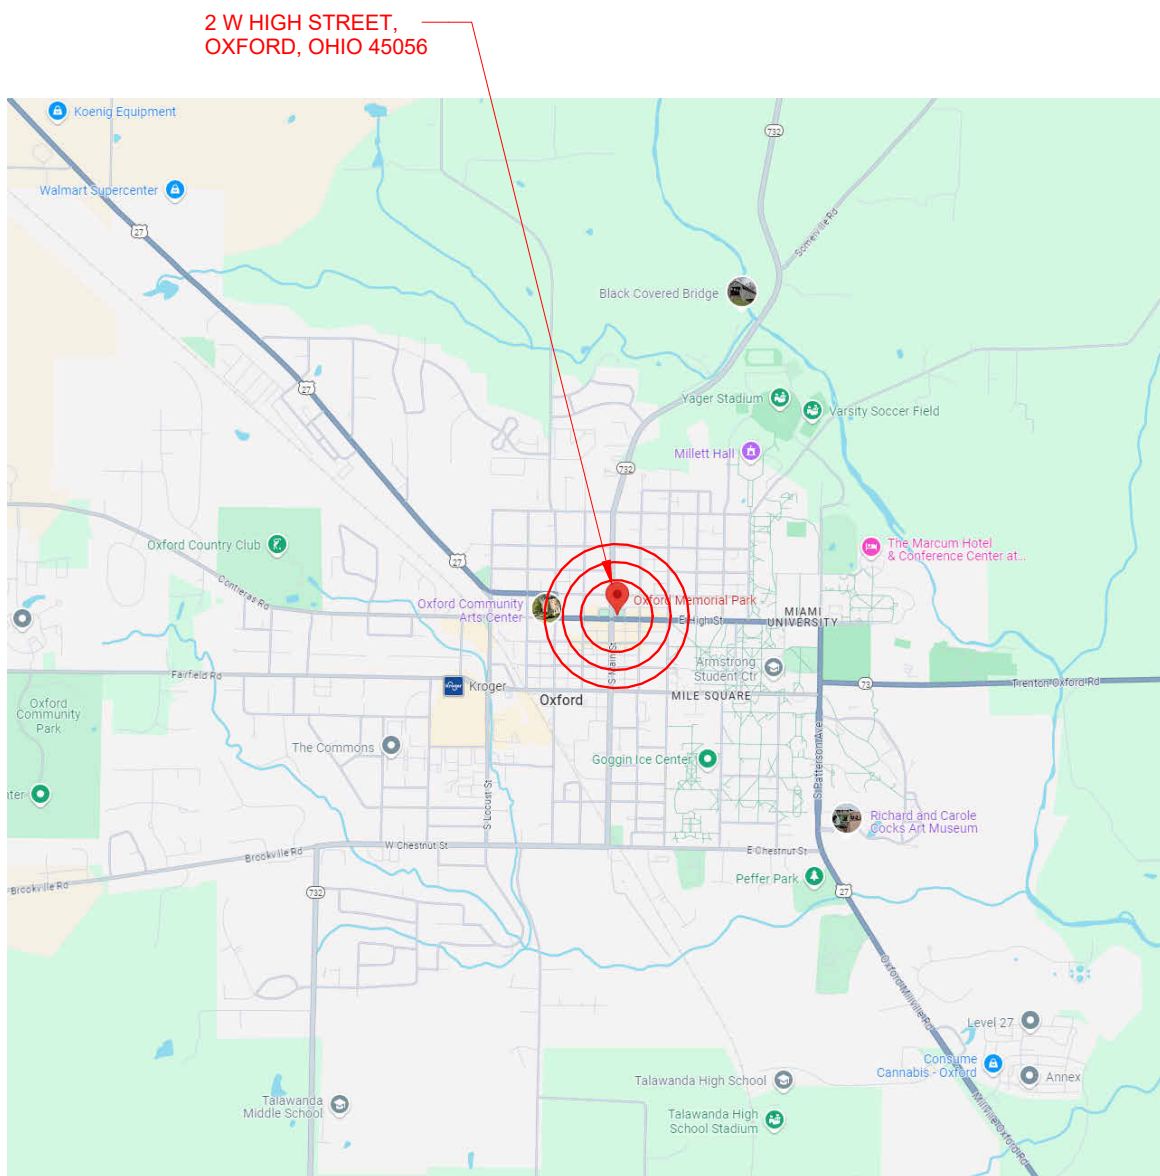 2 W HIGH STREET,
OXFORD, OHIO 45056
Koenig Equipment
732
Walmart Supercenter
27
Somerville Rd
Black Covered Bridge
27
Yager Stadium
Varsity Soccer Field
Millett Hall
732
Oxford Country Club
The Marcum Hotel
& Conference Center at...
27
Contreras Rd
Oxford Community
Arts Center
Oxford Memorial Park
E High St
MIAMI
UNIVERSITY
S Main St
Armstrong
Student Ctr
Fairfield Rd
Kroger
73
Trenton Oxford Rd
MILE SQUARE
Oxford
Oxford
Community
Park
The Commons
Goggin Ice Center
S Patterson Ave
S Locust St
Richard and Carole
Cocks Art Museum
W Chestnut St
E Chestnut St
Brookville Rd
Brookville Rd
732
Peffer Park
27
Oxford Millville Rd
Level 27
Consume
Cannabis - Oxford
Annex
Talawanda High School
Talawanda
Middle School
Talawanda High
School Stadium
Millville Oxford Rd